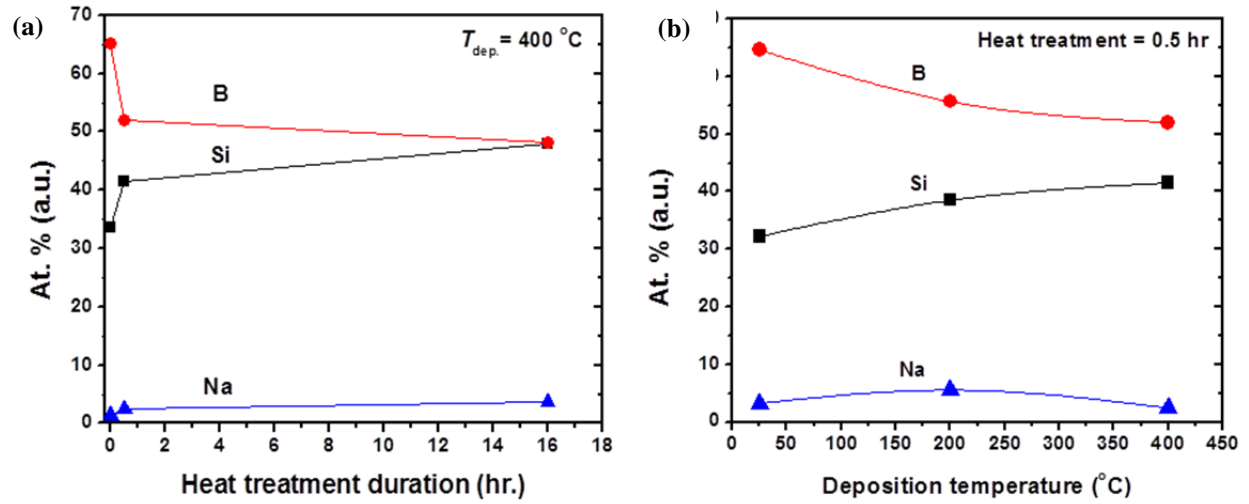 (a)
T dep. = 400 °C
B
Si
Na
70
60
50
40
30
20
10
0
At. % (a.u.)
0 2 4 6 8 10 12 14 16 18
Heat treatment duration (hr.)
(b)
Heat treatment = 0.5 hr
B
Si
Na
50
40
30
20
10
0
At. % (a.u.)
0 50 100 150 200 250 300 350 400 450
Deposition temperature (°C)